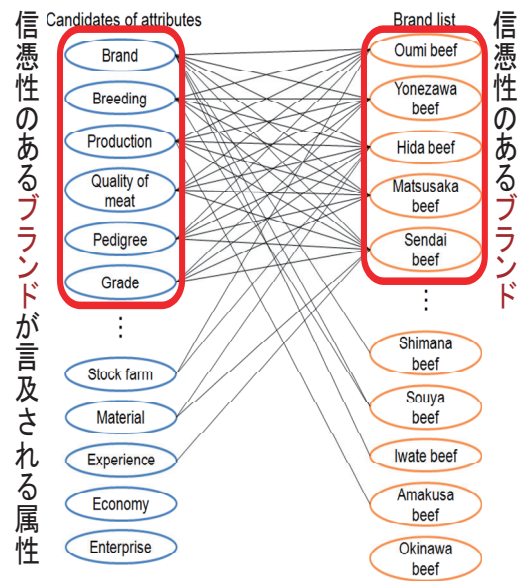 信憑性のあるブランドが言及される属性
Candidates of attributes
Brand
Breeding
Production
Quality of
meat
Pedigree
Grade
⋮
Stock farm
Material
Experience
Economy
Enterprise
Brand list
Oumi beef
Yonezawa
beef
Hida beef
Matsusaka
beef
Sendai
beef
⋮
Shimana
beef
Souya
beef
Iwate beef
Amakusa
beef
Okinawa
beef
信憑性のあるブランド